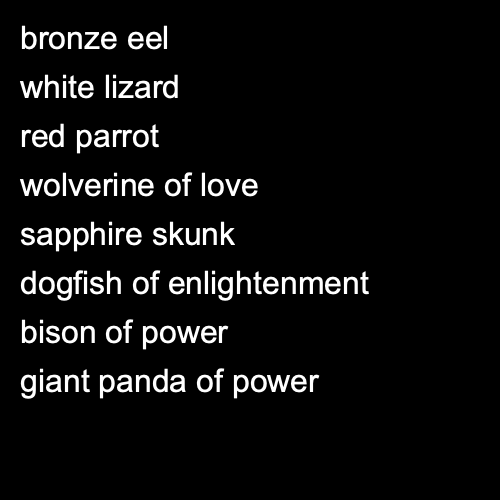 bronze eel
white lizard
red parrot
wolverine of love
sapphire skunk
dogfish of enlightenment
bison of power
giant panda of power